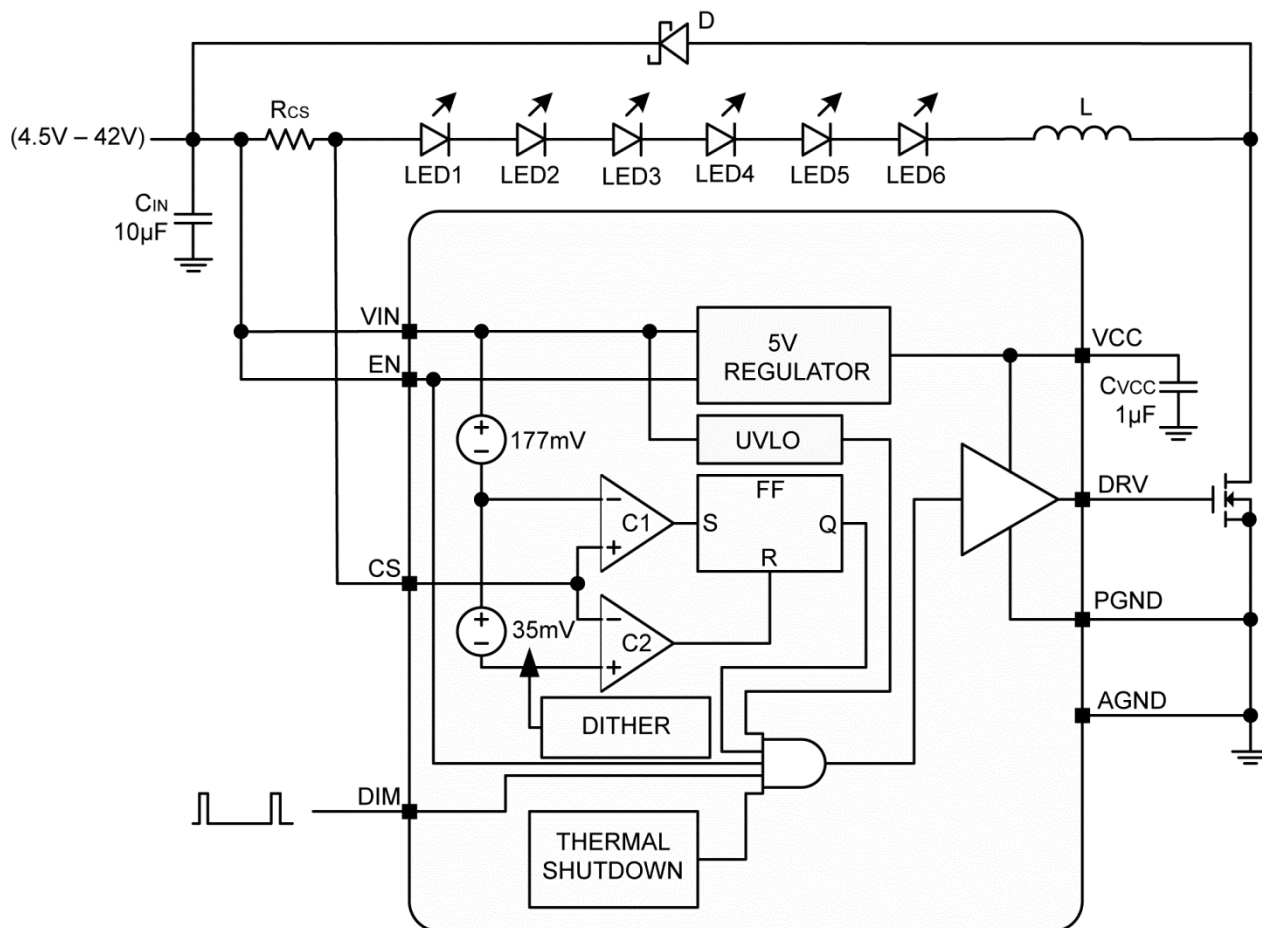 D
RCS
L
(4.5V – 42V)
LED1
LED2
LED3
LED4
LED5
LED6
CIN
10µF
VIN
5V
REGULATOR
VCC
EN
CVCC
1µF
+
−
177mV
UVLO
FF
DRV
−
C1
+
S
Q
R
CS
PGND
+
−
35mV
−
C2
+
AGND
DITHER
DIM
THERMAL
SHUTDOWN